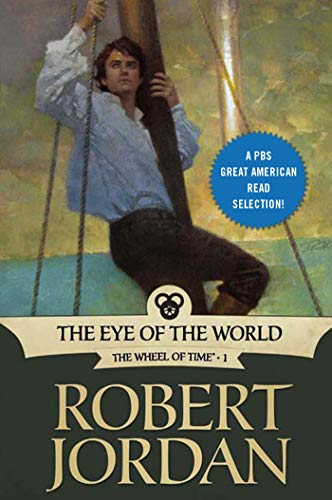 A PBS
GREAT AMERICAN
READ
SELECTION!
THE EYE OF THE WORLD
THE WHEEL OF TIME® • 1
ROBERT
JORDAN